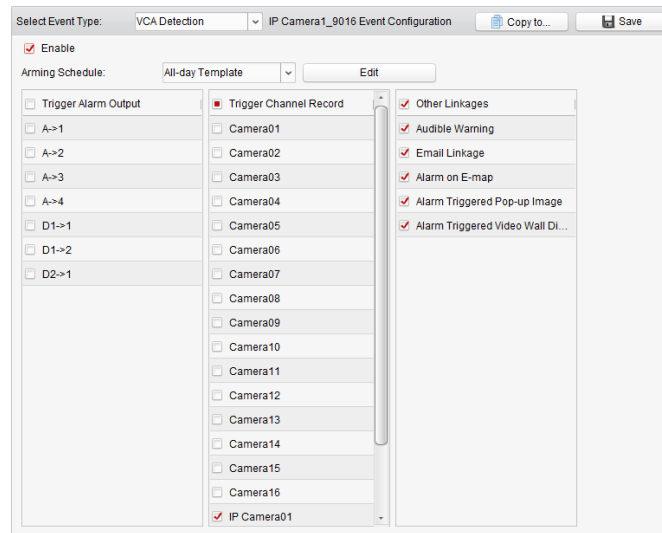 Select Event Type: VCA Detection IP Camera1_9016 Event Configuration Copy to... Save
Enable
Arming Schedule: All-day Template Edit
Trigger Alarm Output
A->1
A->2
A->3
A->4
D1->1
D1->2
D2->1
Trigger Channel Record
Camera01
Camera02
Camera03
Camera04
Camera05
Camera06
Camera07
Camera08
Camera09
Camera10
Camera11
Camera12
Camera13
Camera14
Camera15
Camera16
IP Camera01
Other Linkages
Audible Warning
Email Linkage
Alarm on E-map
Alarm Triggered Pop-up Image
Alarm Triggered Video Wall Di...